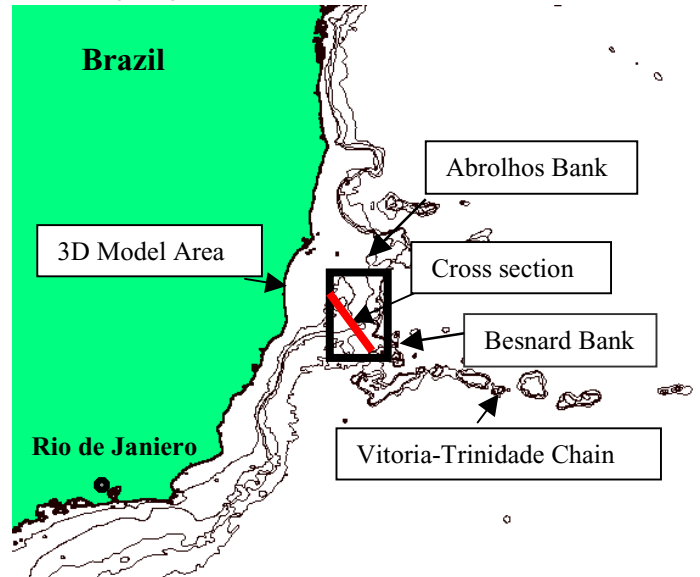 Brazil
Abrolhos Bank
3D Model Area
Cross section
Besnard Bank
Rio de Janiero
Vitoria-Trinidade Chain